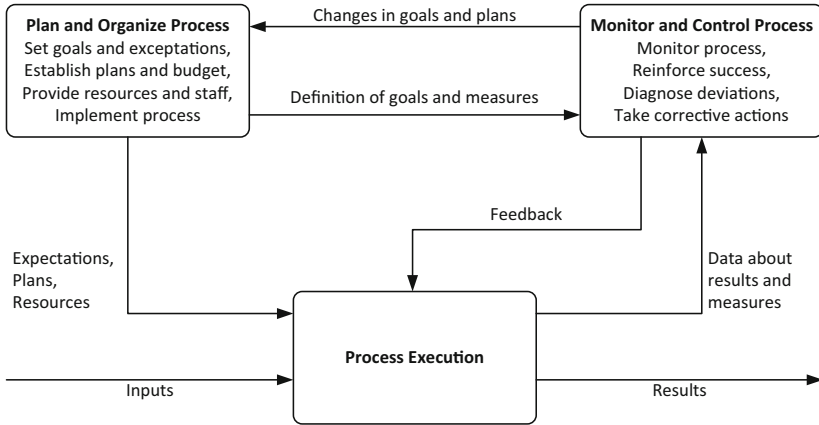 Plan and Organize Process
Set goals and exceptations,
Establish plans and budget,
Provide resources and staff,
Implement process
Changes in goals and plans
Definition of goals and measures
Monitor and Control Process
Monitor process,
Reinforce success,
Diagnose deviations,
Take corrective actions
Feedback
Expectations,
Plans,
Resources
Data about
results and
measures
Process Execution
Inputs
Results